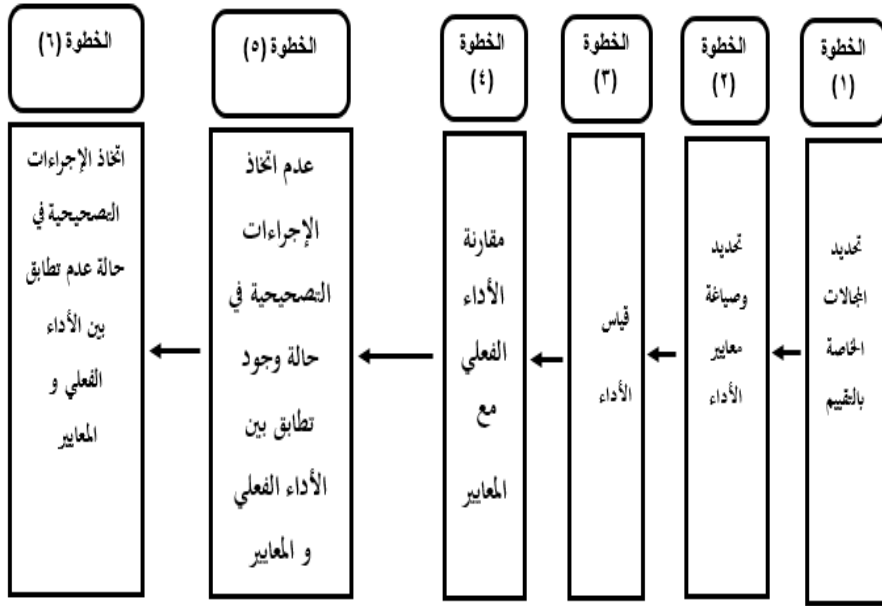 الخطوة
(١)
تحديد
المجالات
الخاصة
بالتقييم
الخطوة
(٢)
تحديد
وصياغة
معايير
الأداء
الخطوة
(٣)
قياس
الأداء
الخطوة
(٤)
مقارنة
الأداء
الفعلي
مع
المعايير
الخطوة (٥)
عدم اتخاذ
الإجراءات
التصحيحية في
حالة وجود
تطابق بين
الأداء الفعلي
و المعايير
الخطوة (٦)
اتخاذ الإجراءات
التصحيحية في
حالة عدم تطابق
بين الأداء
الفعلي و
المعايير